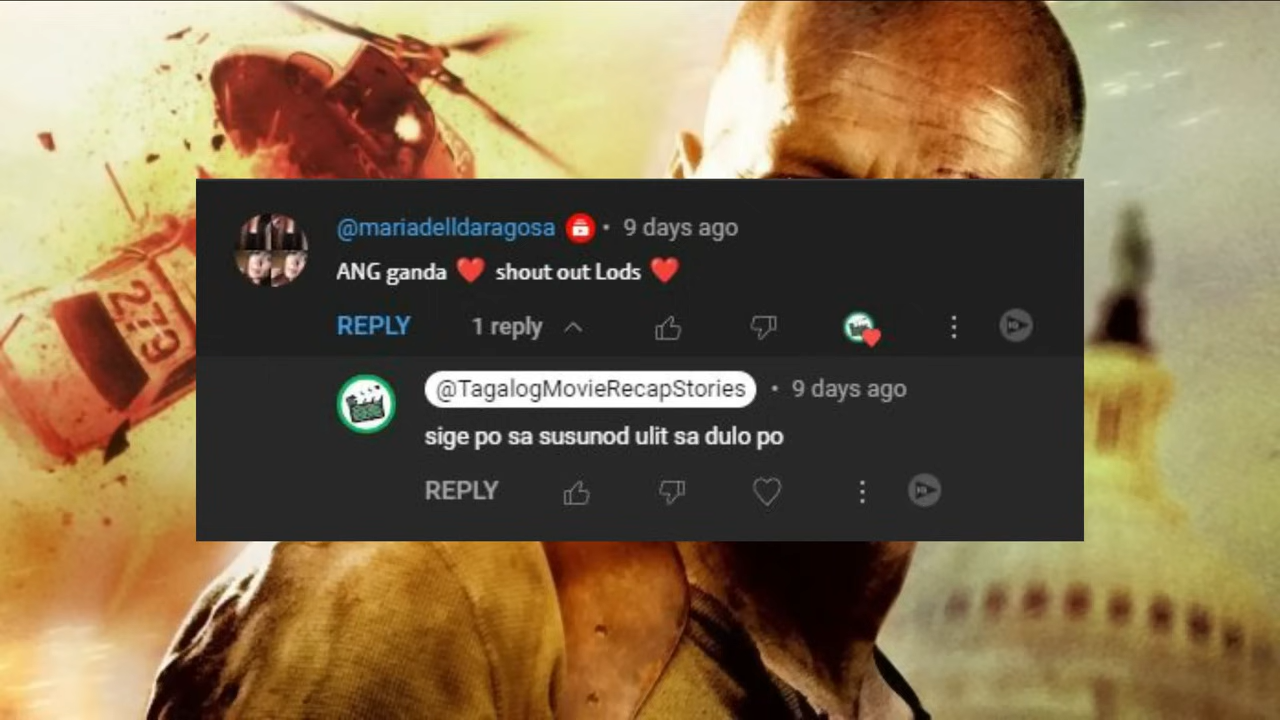 @mariadelldaragosa • 9 days ago
ANG ganda ❤️ shout out Lods ❤️
REPLY 1 reply
@TagalogMovieRecapStories • 9 days ago
sige po sa susunod ulit sa dulo po
REPLY
279